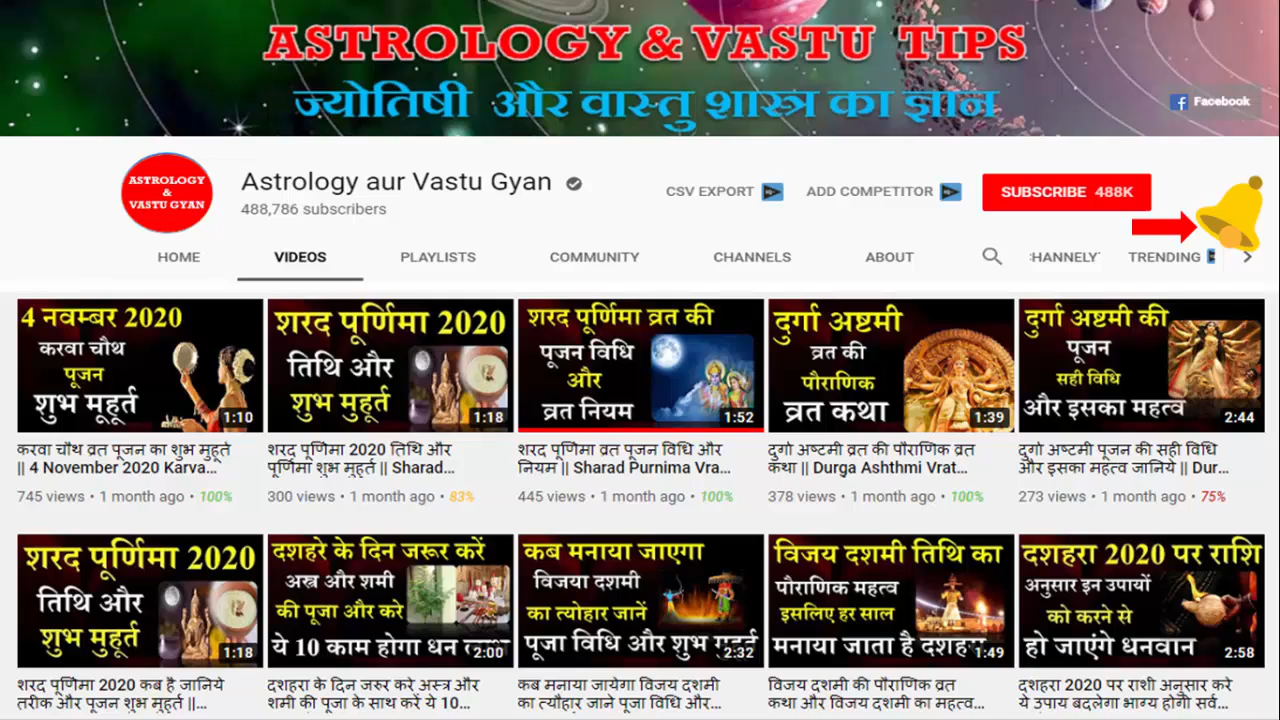 ASTROLOGY & VASTU TIPS
ज्योतिषी और वास्तु शास्त्र का ज्ञान
Facebook
ASTROLOGY
&
VASTU GYAN
Astrology aur Vastu Gyan
488,786 subscribers
CSV EXPORT
ADD COMPETITOR
SUBSCRIBE 488K
HOME
VIDEOS
PLAYLISTS
COMMUNITY
CHANNELS
ABOUT
CHANNELY
TRENDING
4 नवम्बर 2020
करवा चौथ
पूजन
शुभ मुहूर्त
1:10
करवा चौथ व्रत पूजन का शुभ मुहूर्त
|| 4 November 2020 Karva...
745 views • 1 month ago • 100%
शरद पूर्णिमा 2020
तिथि और
शुभ मुहूर्त
1:18
शरद पूर्णिमा 2020 तिथि और
पूर्णिमा शुभ मुहूर्त || Sharad...
300 views • 1 month ago • 83%
शरद पूर्णिमा व्रत की
पूजन विधि
और
व्रत नियम
1:52
शरद पूर्णिमा व्रत पूजन विधि और
नियम || Sharad Purnima Vra...
445 views • 1 month ago • 100%
दुर्गा अष्टमी
व्रत की
पौराणिक
व्रत कथा
1:39
दुर्गा अष्टमी व्रत की पौराणिक व्रत
कथा || Durga Ashthmi Vrat...
378 views • 1 month ago • 100%
दुर्गा अष्टमी की
पूजन
सही विधि
और इसका महत्व
2:44
दुर्गा अष्टमी पूजन की सही विधि
और इसका महत्व जानिये || Dur...
273 views • 1 month ago • 75%
शरद पूर्णिमा 2020
तिथि और
शुभ मुहूर्त
1:18
शरद पूर्णिमा 2020 कब है जानिये
तरीक और पूजन शुभ मुहूर्त ||...
दशहरे के दिन जरूर करें
अस्त्र और शमी
की पूजा और करे
ये 10 काम होगा धन
2:00
दशहरा के दिन जरुर करे अस्त्र और
शमी की पूजा के साथ करें ये 10...
कब मनाया जाएगा
विजया दशमी
का त्योहार जानें
पूजा विधि और शुभ मुहूर्त
2:32
कब मनाया जायेगा विजय दशमी
का त्यौहार जाने पूजा विधि और...
विजय दशमी तिथि का
पौराणिक महत्व
इसलिए हर साल
मनाया जाता है दशह
1:49
विजय दशमी की पौराणिक व्रत
कथा और विजय दशमी का महत्व...
दशहरा 2020 पर राशि
अनुसार इन उपायों
को करने से
हो जाएंगे धनवान
2:58
दशहरा 2020 पर राशी अनुसार करे
ये उपाय बदलेगा भाग्य होगी सर्व...